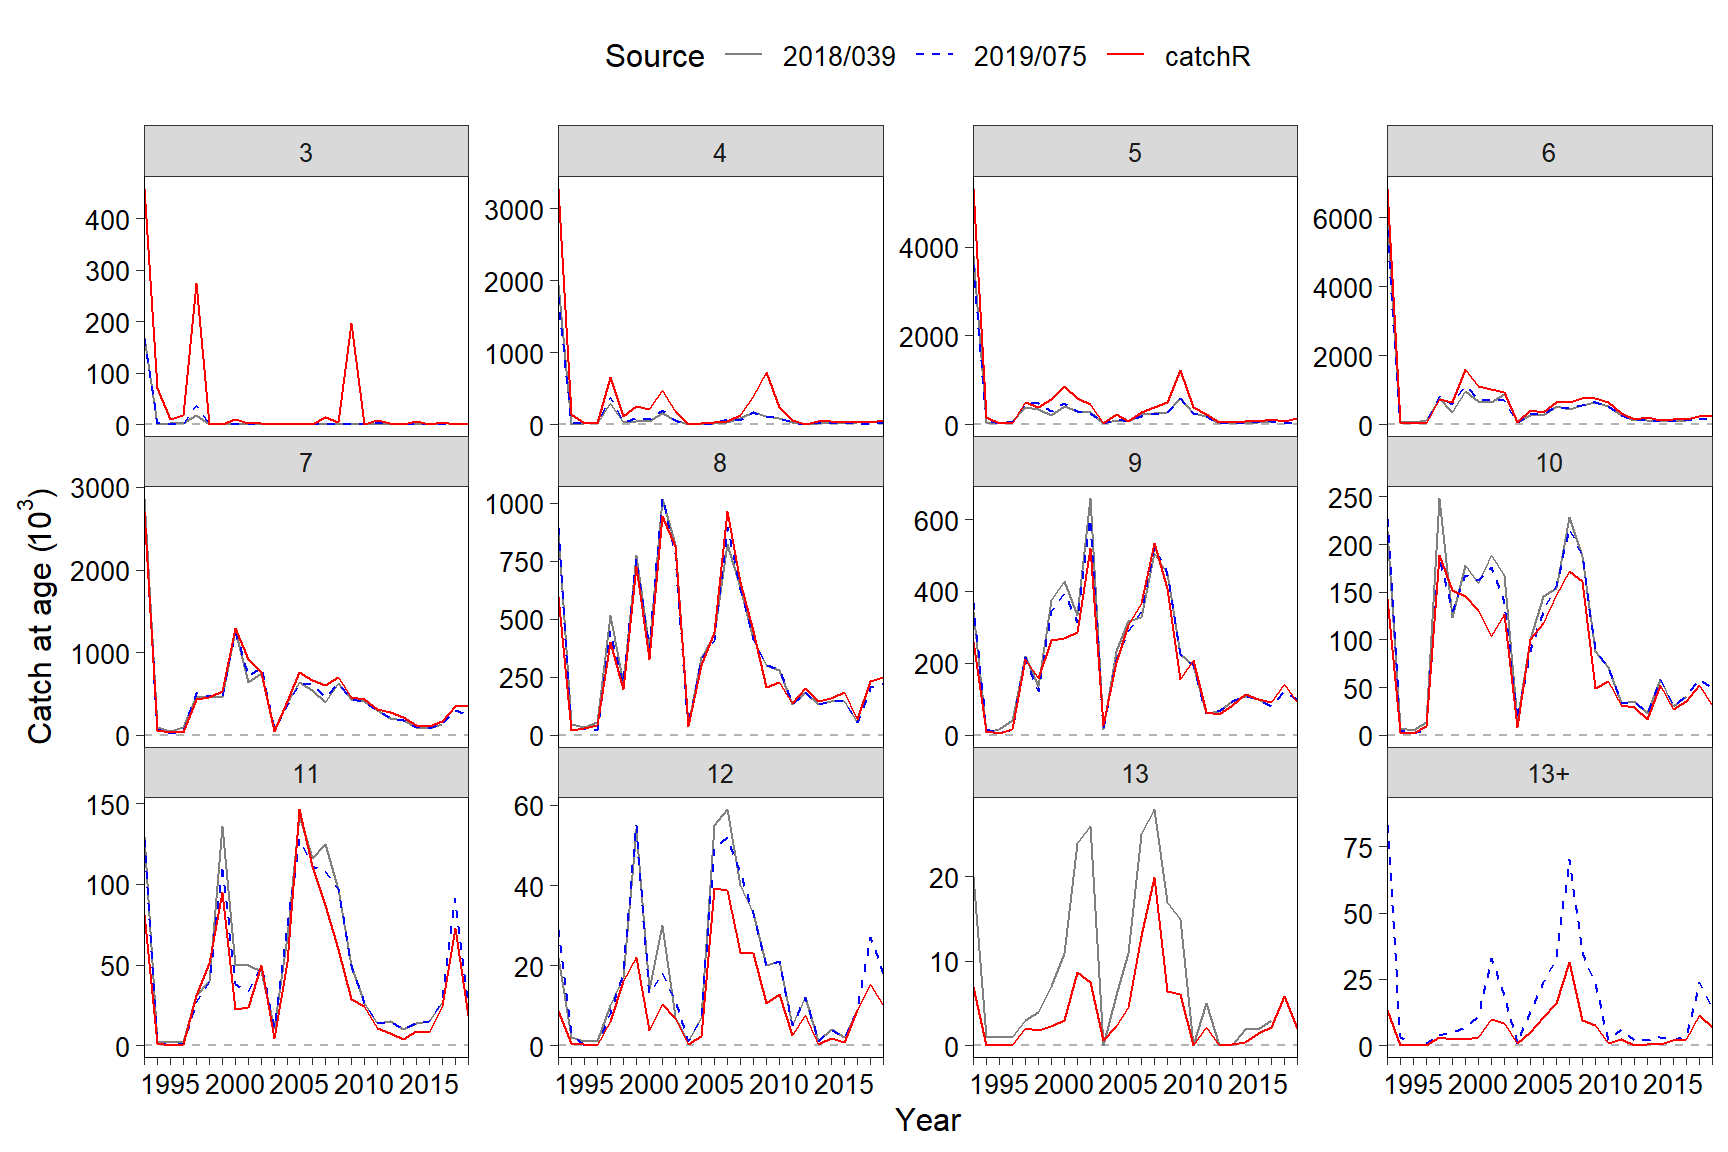 Source 2018/039 2019/075 catchR
3 4 5 6
400 300 200 100 0
3000 2000 1000 0
4000 2000 0
6000 4000 2000 0
7 8 9 10
3000 2000 1000 0
1000 750 500 250 0
600 400 200 0
250 200 150 100 50 0
11 12 13 13+
150 100 50 0
60 40 20 0
20 10 0
75 50 25 0
1995 2000 2005 2010 2015
1995 2000 2005 2010 2015
1995 2000 2005 2010 2015
1995 2000 2005 2010 2015
Catch at age (10³)
Year